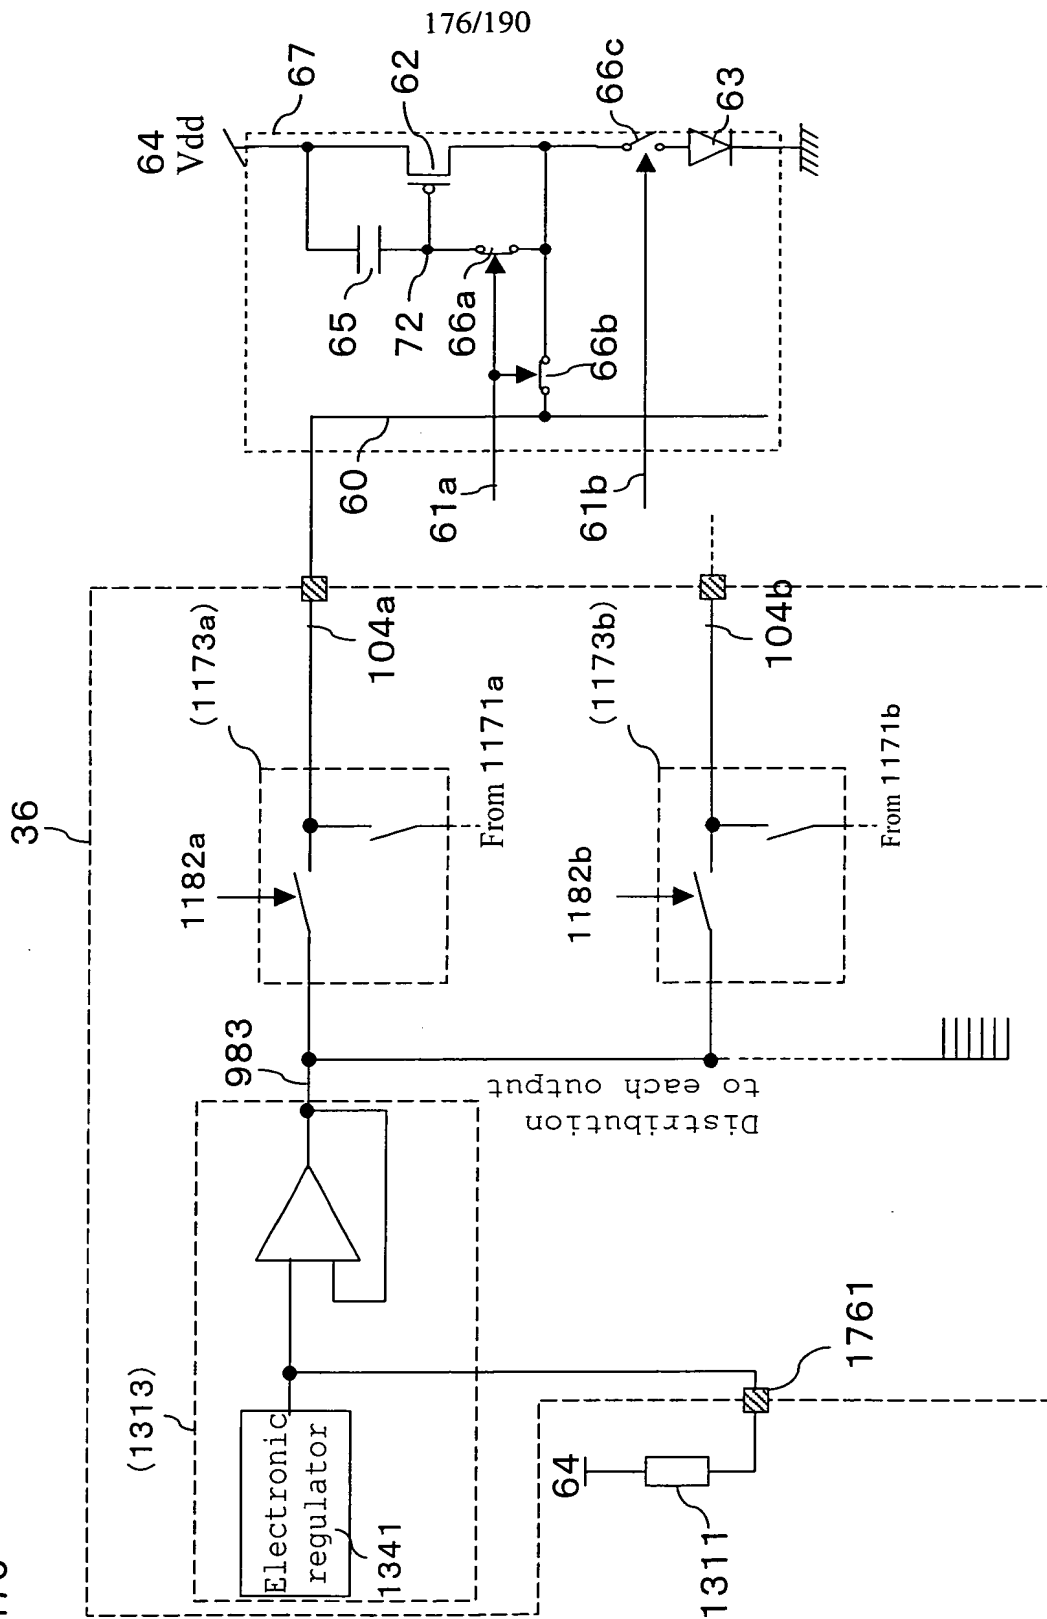 176/190
36
64
Vdd
67
62
66c
63
65
72
66a
66b
60
61a
61b
(1173a)
104a
1182a
From 1171a
(1173b)
104b
1182b
From 1171b
983
Distribution
to each output
(1313)
Electronic
regulator
1341
1761
64
1311